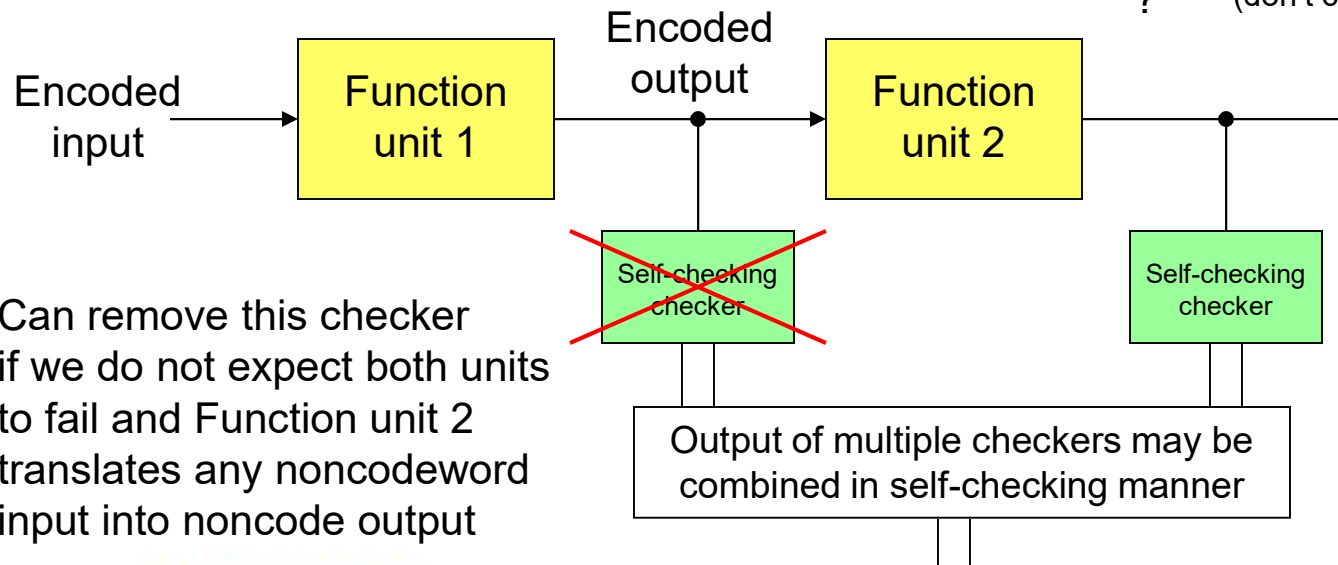 ? (don't
Encoded
output
Encoded
input
Function
unit 1
Function
unit 2
Self-checking
checker
Self-checking
checker
Can remove this checker
if we do not expect both units
to fail and Function unit 2
translates any noncodeword
input into noncode output
Output of multiple checkers may be
combined in self-checking manner